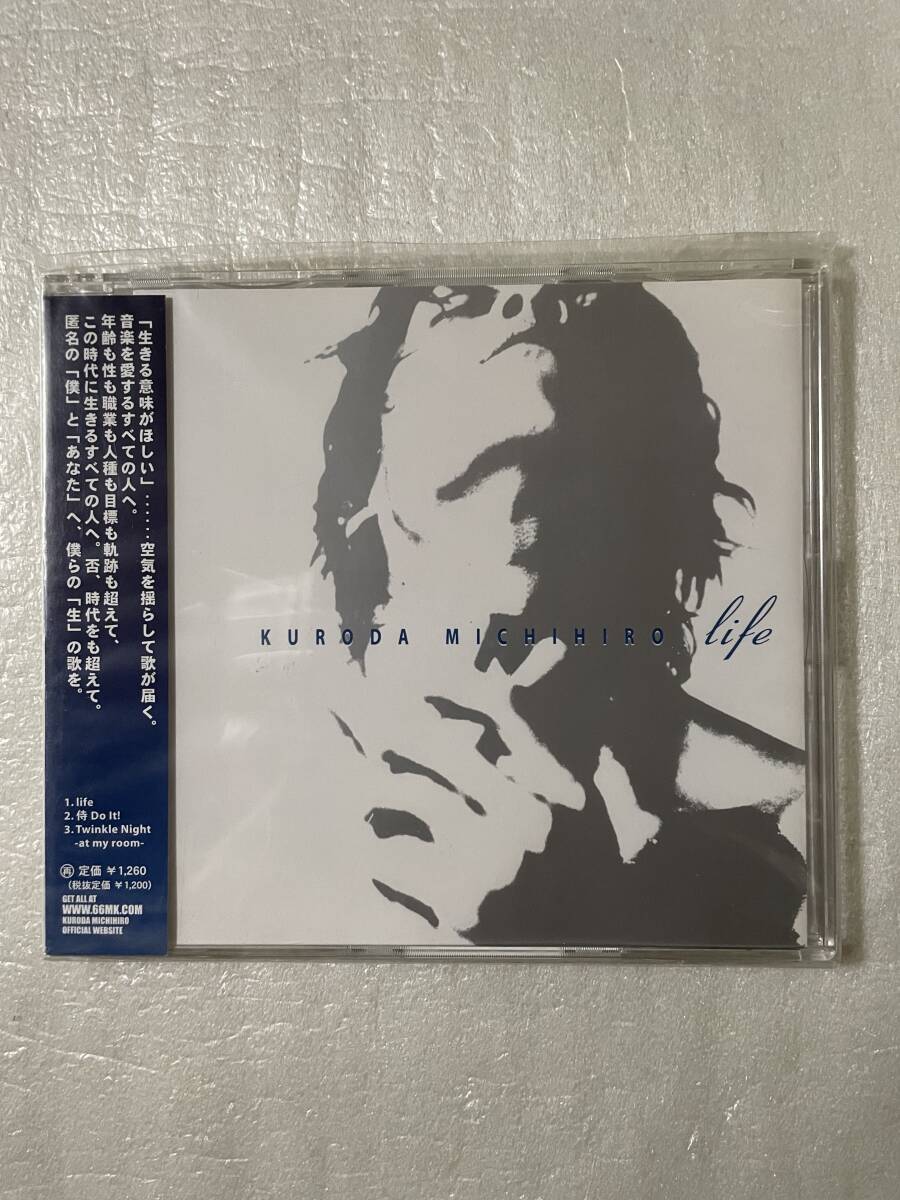 「生きる意味がほしい」‥‥‥空気を揺らして歌が届く。
音楽を愛するすべての人へ。
年齢も性も職業も人種も目標も軌跡も超えて、
この時代に生きるすべての人へ。否、時代をも超えて。
匿名の「僕」と「あなた」へ、僕らの「生」の歌を。
1. life
2. 侍 Do It!
3. Twinkle Night
-at my room-
再 定価 ¥1,260
(税抜定価 ¥1,200)
GET ALL AT
WWW.66MK.COM
KURODA MICHIHIRO
OFFICIAL WEBSITE
KURODA MICHIHIRO life